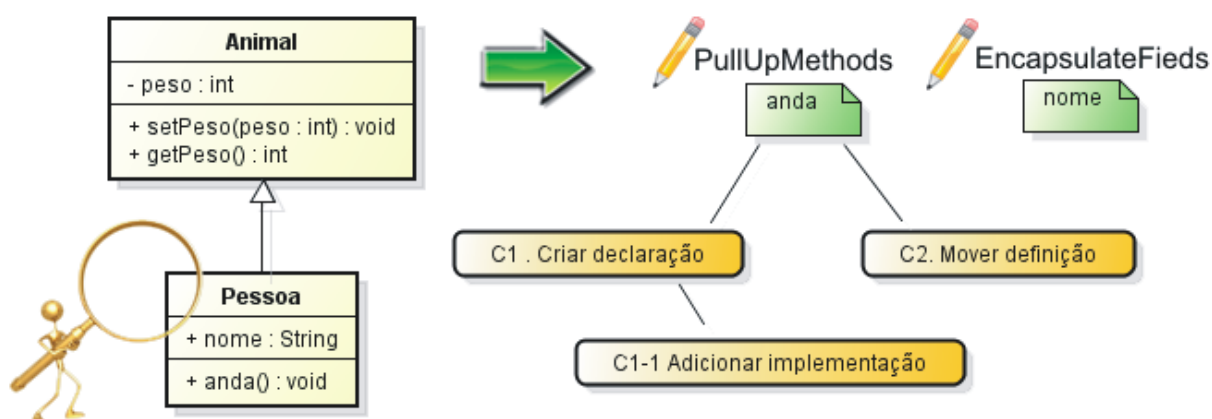 Animal
- peso : int
+ setPeso(peso : int) : void
+ getPeso() : int
Pessoa
+ nome : String
+ anda() : void
PullUpMethods
anda
EncapsulateFieds
nome
C1 . Criar declaração
C2. Mover definição
C1-1 Adicionar implementação